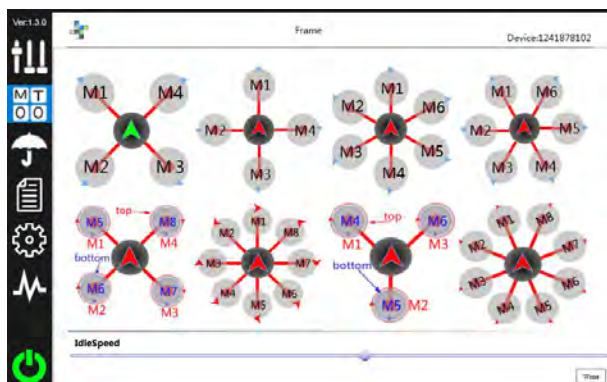 Ver:1.3.0
Frame
Device:1241878102
M T
M1 M4
M2 M3
M1
M2 M4
M3
M1
M2 M6
M3 M5
M4
M1 M6
M2 M5
M3 M4
top
M5 M8
M1 M4
bottom
M6 M7
M2 M3
M1
M2 M8
M3 M7
M4 M6
M5
M4 top M6
M1 M3
bottom
M5 M2
M1 M8
M2 M7
M3 M6
M4 M5
IdleSpeed